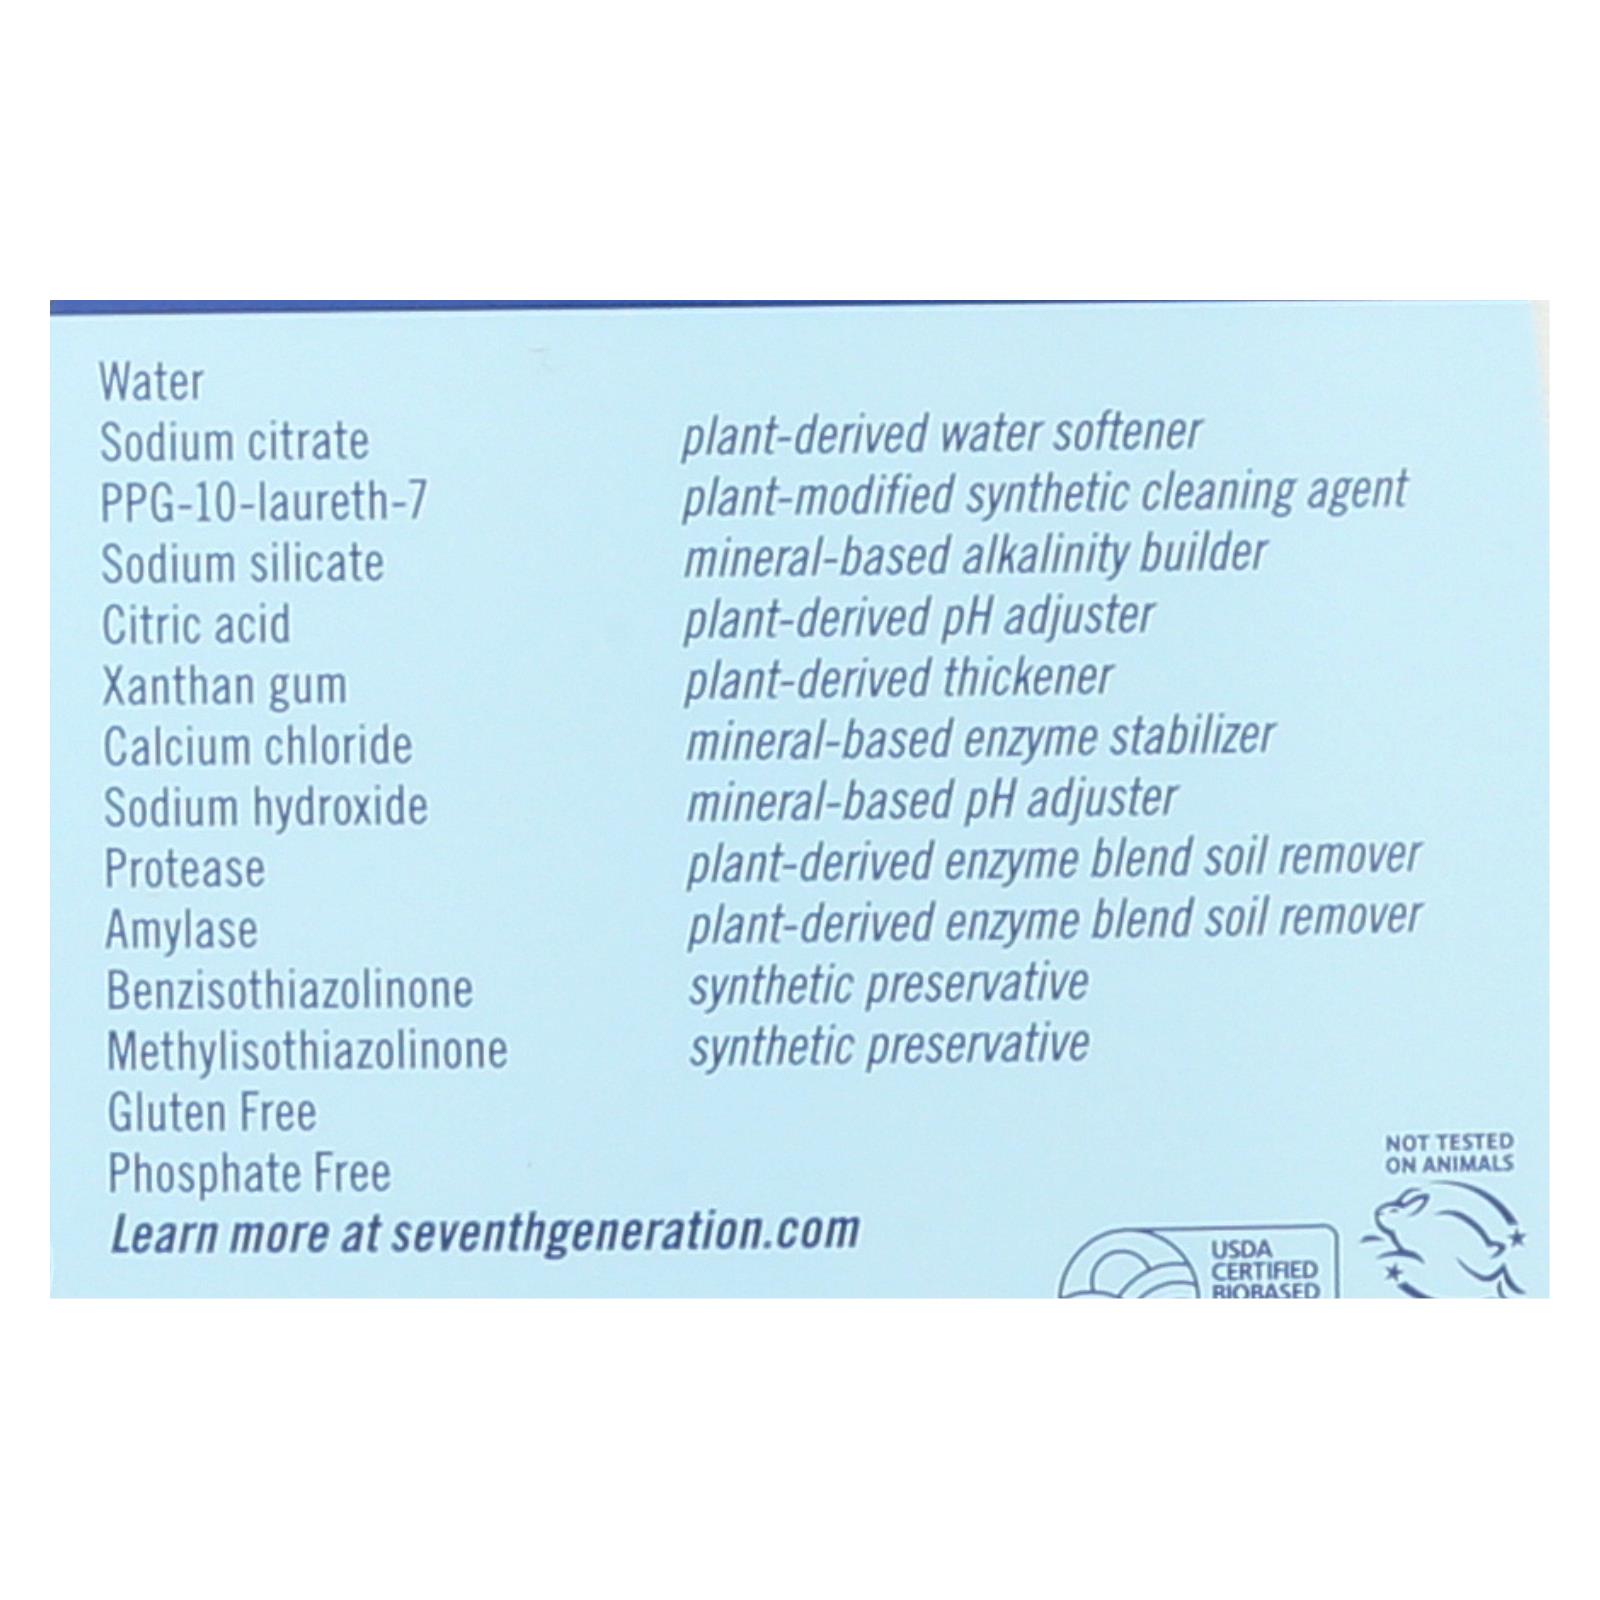 Water
Sodium citrate plant-derived water softener
PPG-10-laureth-7 plant-modified synthetic cleaning agent
Sodium silicate mineral-based alkalinity builder
Citric acid plant-derived pH adjuster
Xanthan gum plant-derived thickener
Calcium chloride mineral-based enzyme stabilizer
Sodium hydroxide mineral-based pH adjuster
Protease plant-derived enzyme blend soil remover
Amylase plant-derived enzyme blend soil remover
Benzisothiazolinone synthetic preservative
Methylisothiazolinone synthetic preservative
Gluten Free
Phosphate Free
Learn more at seventhgeneration.com
NOT TESTED
ON ANIMALS
USDA
CERTIFIED
BIOBASED